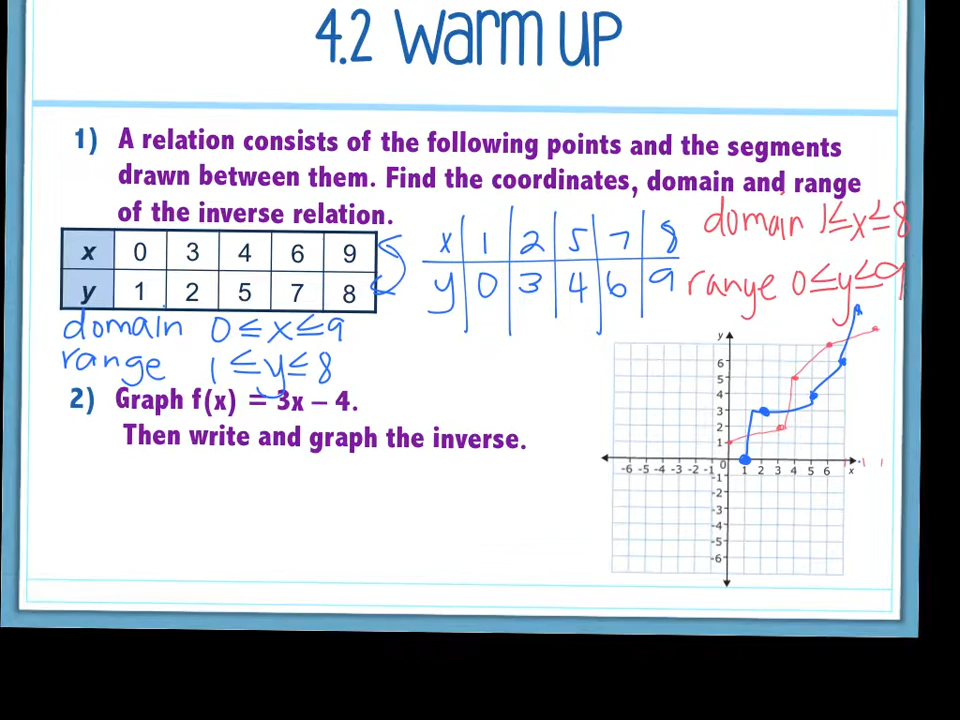 4.2 Warm up
1) A relation consists of the following points and the segments
drawn between them. Find the coordinates, domain and range
of the inverse relation.
x 0 3 4 6 9
y 1 2 5 7 8
x 1 2 5 7 8
y 0 3 4 6 9
domain 1≤x≤8
range 0≤y≤9
domain 0≤x≤9
range 1≤y≤8
2) Graph f(x) = 3x – 4.
Then write and graph the inverse.
y
6
5
4
3
2
1
0
-6 -5 -4 -3 -2 -1 1 2 3 4 5 6 x
-1
-2
-3
-4
-5
-6